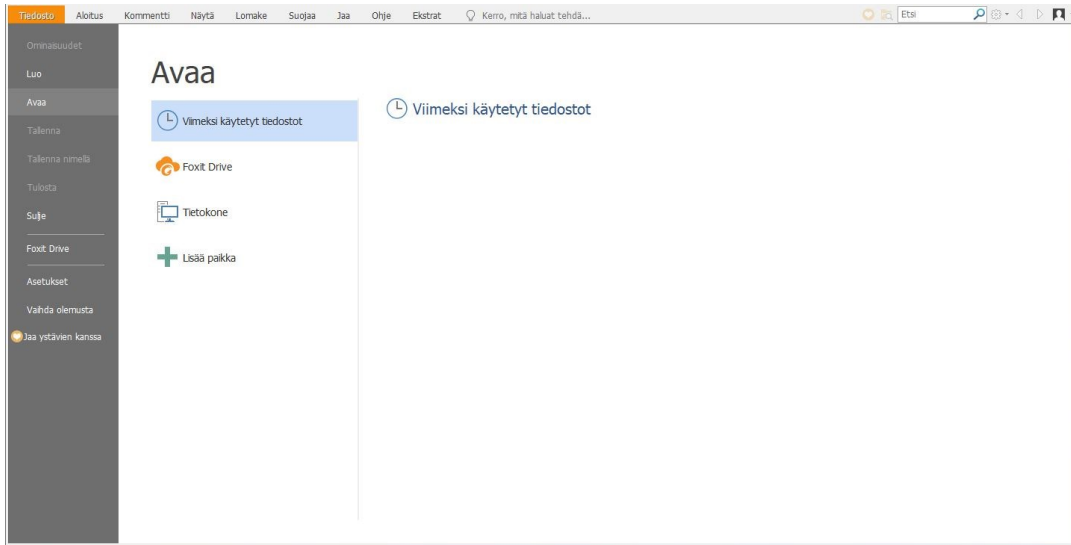 Tiedosto Aloitus Kommentti Näytä Lomake Suojaa Jaa Ohje Ekstrat Kerro, mitä haluat tehdä... Etsi
Ominaisuudet
Luo
Avaa
Tallenna
Tallenna nimellä
Tulosta
Sulje
Foxit Drive
Asetukset
Vaihda olemusta
Jaa ystävien kanssa
Avaa
Viimeksi käytetyt tiedostot
Foxit Drive
Tietokone
Lisää paikka
Viimeksi käytetyt tiedostot